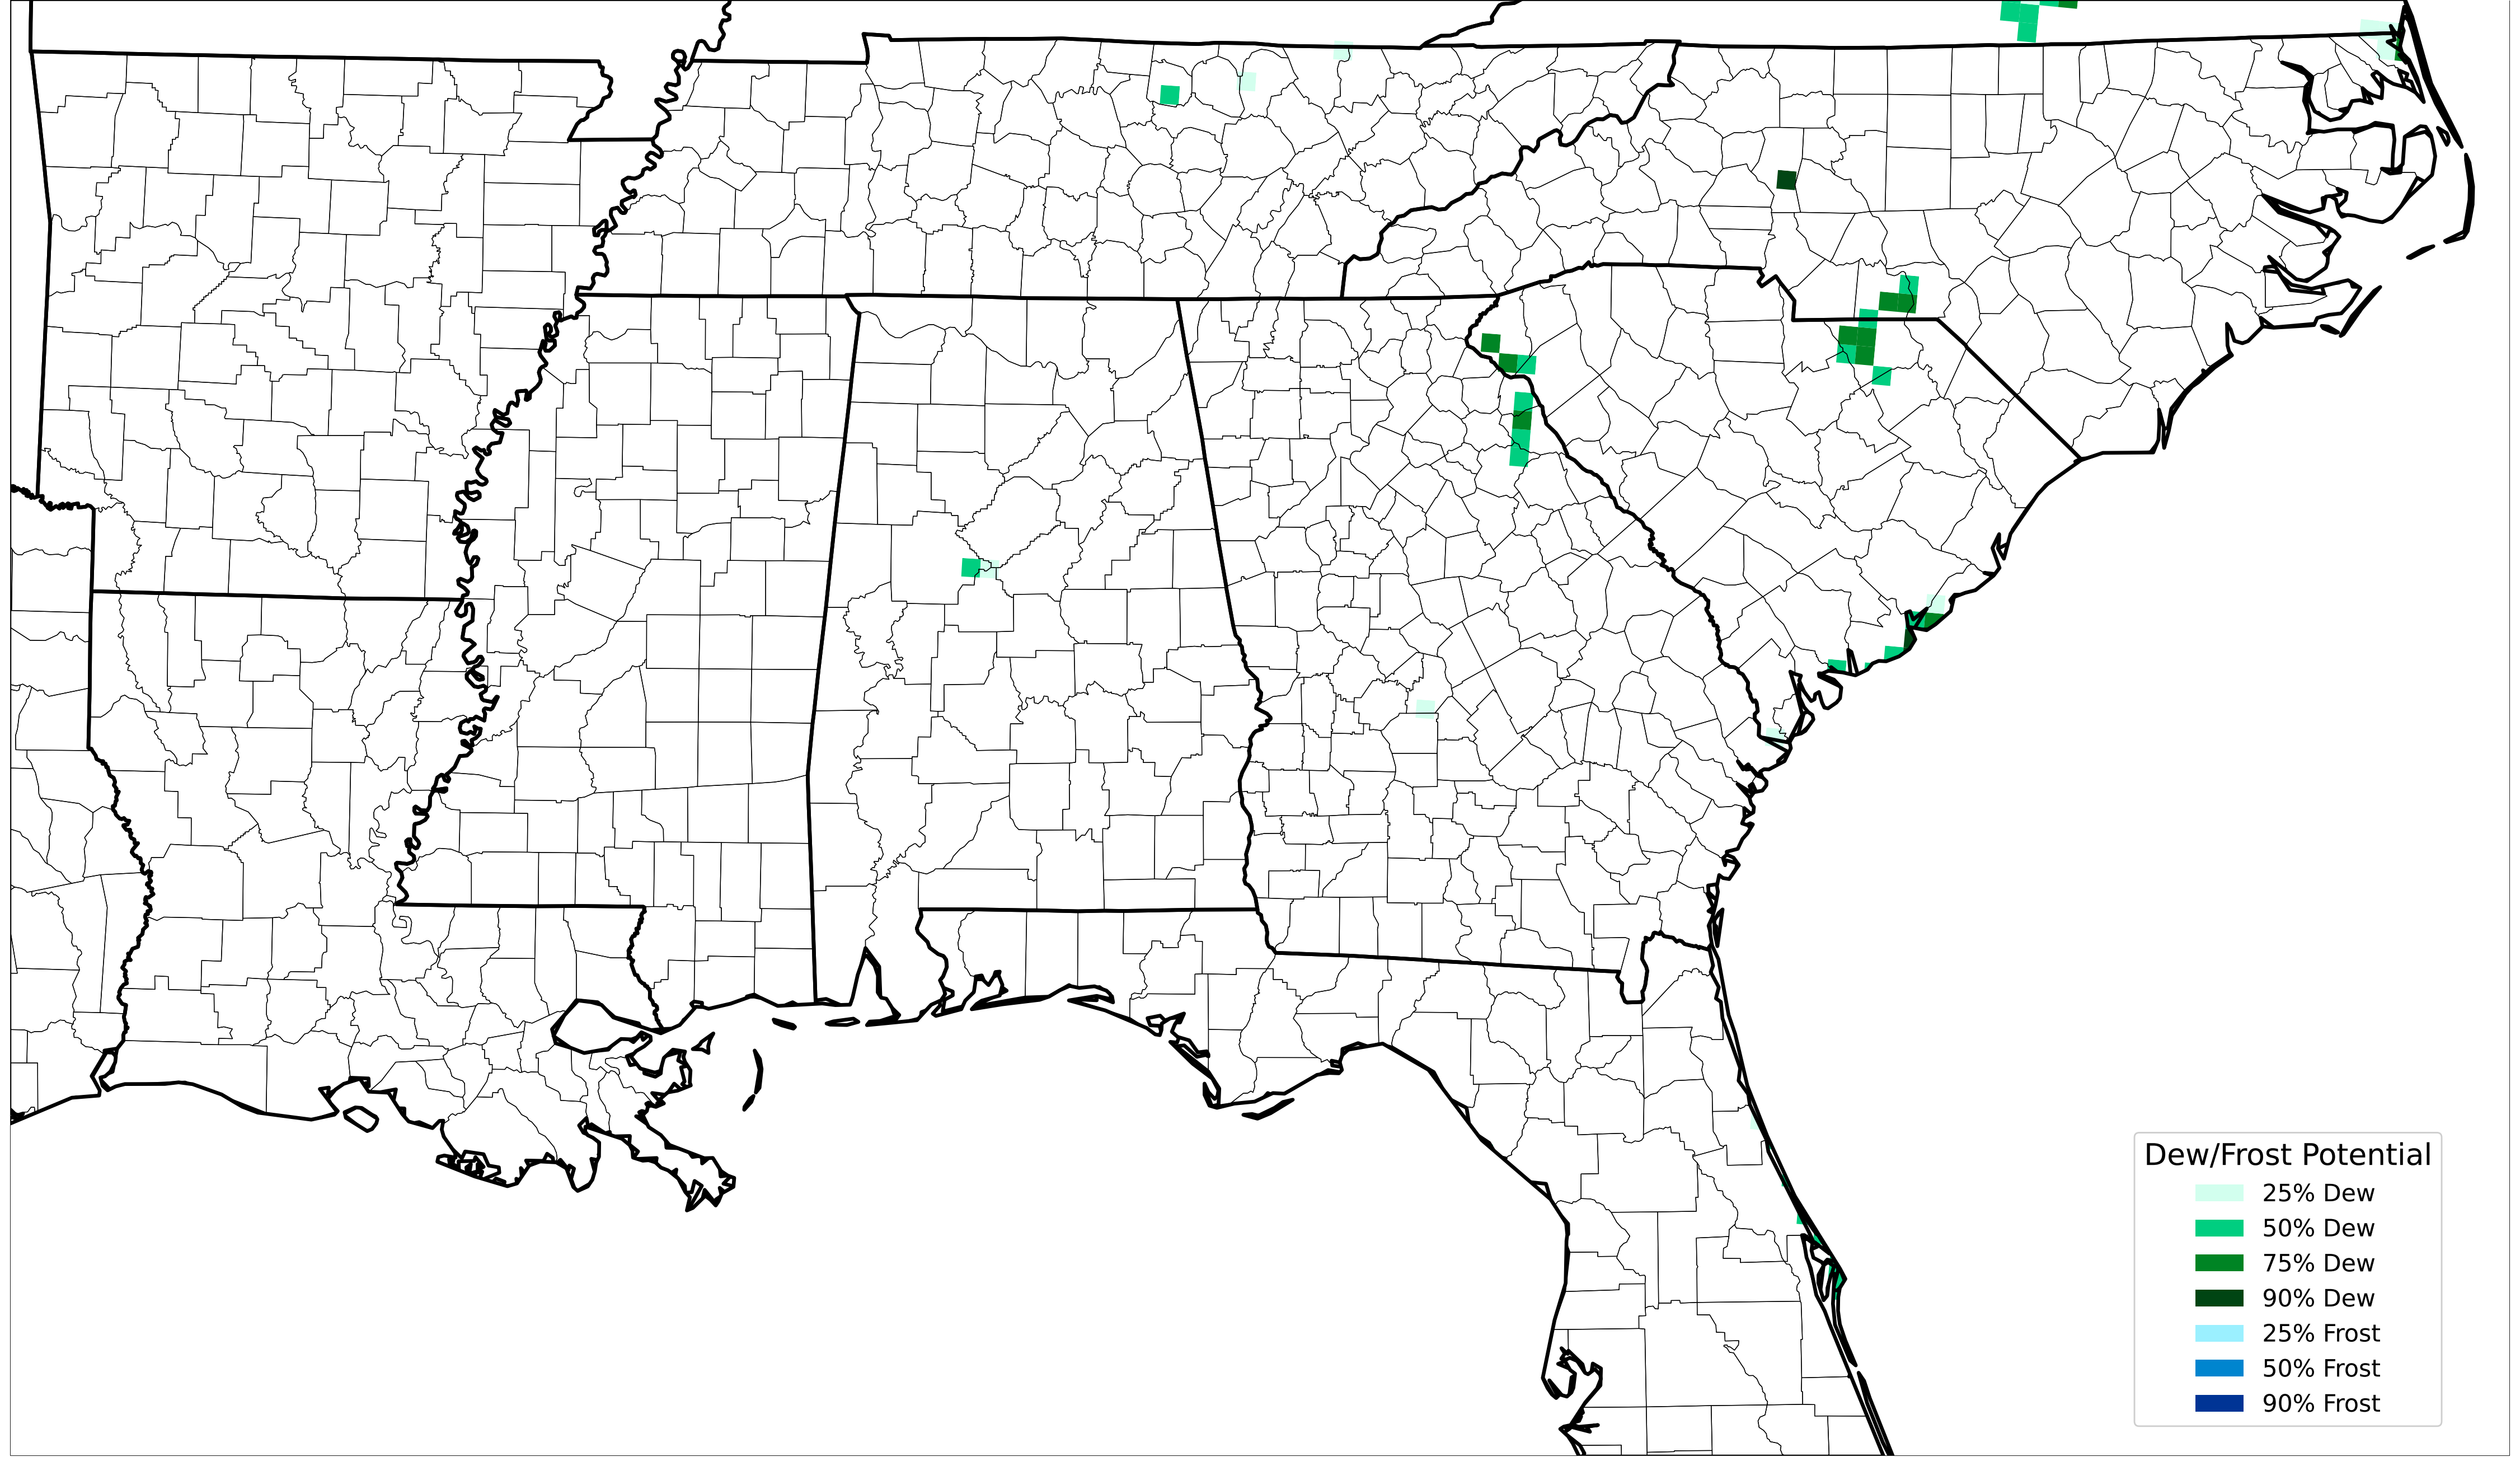 Dew/Frost Potential
25% Dew
50% Dew
75% Dew
90% Dew
25% Frost
50% Frost
90% Frost